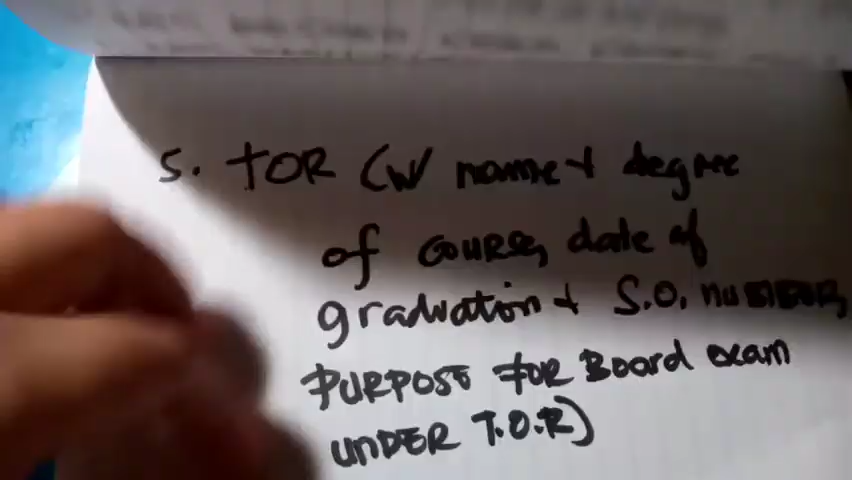 5. TOR (W name + degree
of course, date of
graduation + S.O. number,
PURPOSE FOR Board exam
UNDER T.O.R)